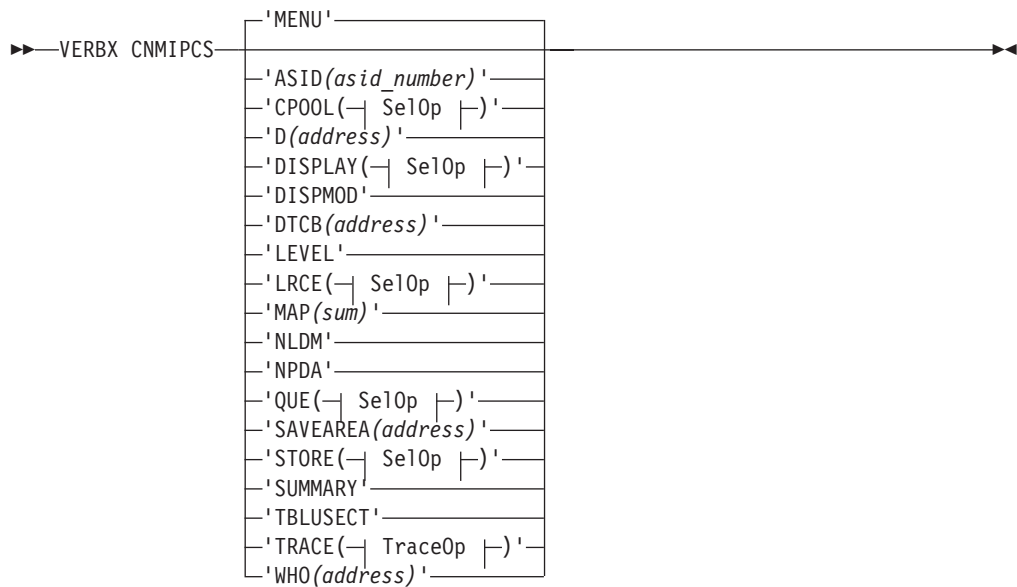 'MENU'
VERBX CNMIPCS
'ASID(asid_number)'
'CPOOL( SelOp )'
'D(address)'
'DISPLAY( SelOp )'
'DISPMOD'
'DTCB(address)'
'LEVEL'
'LRCE( SelOp )'
'MAP(sum)'
'NLDM'
'NPDA'
'QUE( SelOp )'
'SAVEAREA(address)'
'STORE( SelOp )'
'SUMMARY'
'TBLUSECT'
'TRACE( TraceOp )'
'WHO(address)'